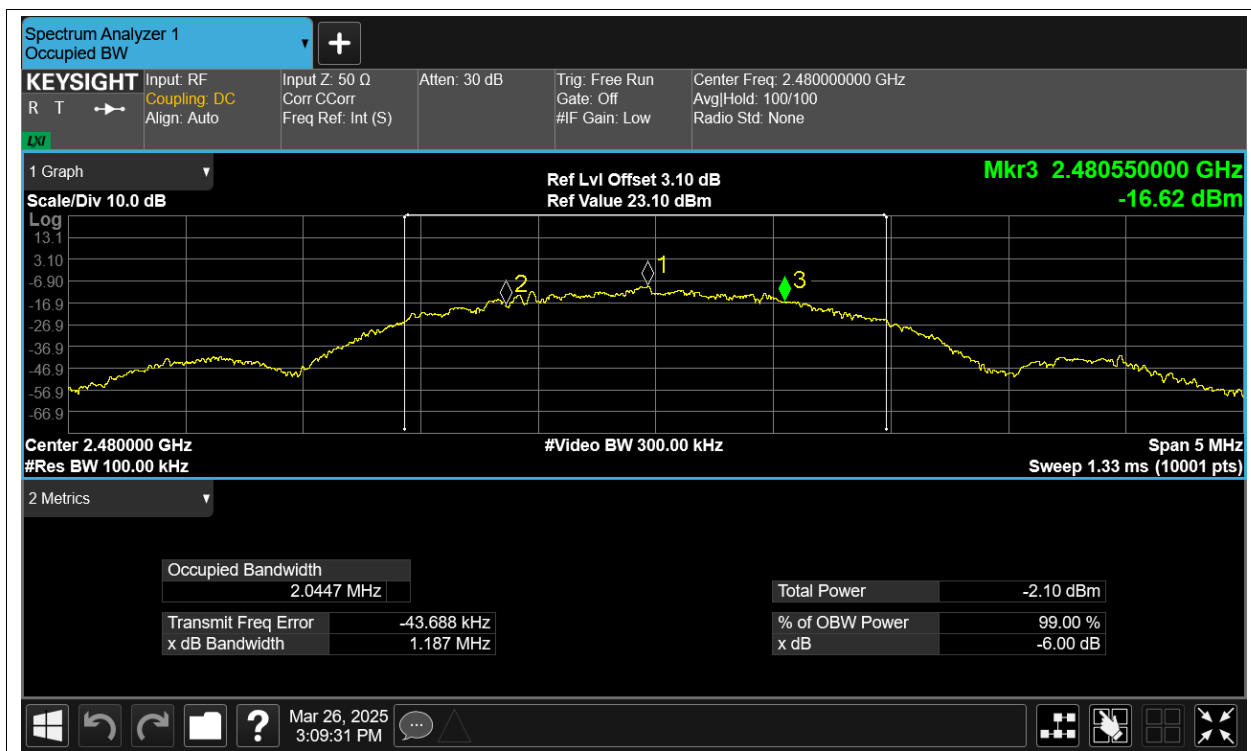 Spectrum Analyzer 1
Occupied BW
KEYSIGHT
R T
LXI
Input: RF
Coupling: DC
Align: Auto
Input Z: 50 Ω
Corr CCorr
Freq Ref: Int (S)
Atten: 30 dB
Trig: Free Run
Gate: Off
#IF Gain: Low
Center Freq: 2.480000000 GHz
Avg|Hold: 100/100
Radio Std: None
1 Graph
Scale/Div 10.0 dB
Ref Lvl Offset 3.10 dB
Ref Value 23.10 dBm
Mkr3 2.480550000 GHz
-16.62 dBm
Log
13.1
3.10
-6.90
-16.9
-26.9
-36.9
-46.9
-56.9
-66.9
2
1
3
Center 2.480000 GHz
#Res BW 100.00 kHz
#Video BW 300.00 kHz
Span 5 MHz
Sweep 1.33 ms (10001 pts)
2 Metrics
Occupied Bandwidth
2.0447 MHz
Transmit Freq Error -43.688 kHz
x dB Bandwidth 1.187 MHz
Total Power -2.10 dBm
% of OBW Power 99.00 %
x dB -6.00 dB
?
Mar 26, 2025
3:09:31 PM